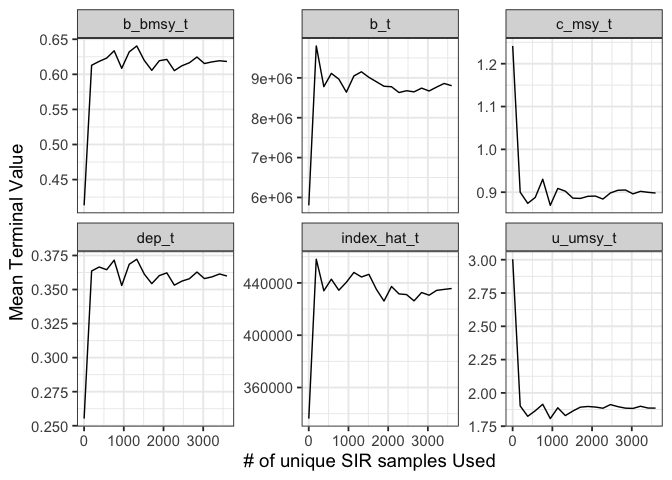 b_bmsy_t
b_t
c_msy_t
0.65
0.60
0.55
0.50
0.45
9e+06
8e+06
7e+06
6e+06
1.2
1.1
1.0
0.9
Mean Terminal Value
dep_t
index_hat_t
u_umsy_t
0.375
0.350
0.325
0.300
0.275
0.250
440000
400000
360000
3.00
2.75
2.50
2.25
2.00
1.75
0 1000 2000 3000
0 1000 2000 3000
0 1000 2000 3000
# of unique SIR samples Used